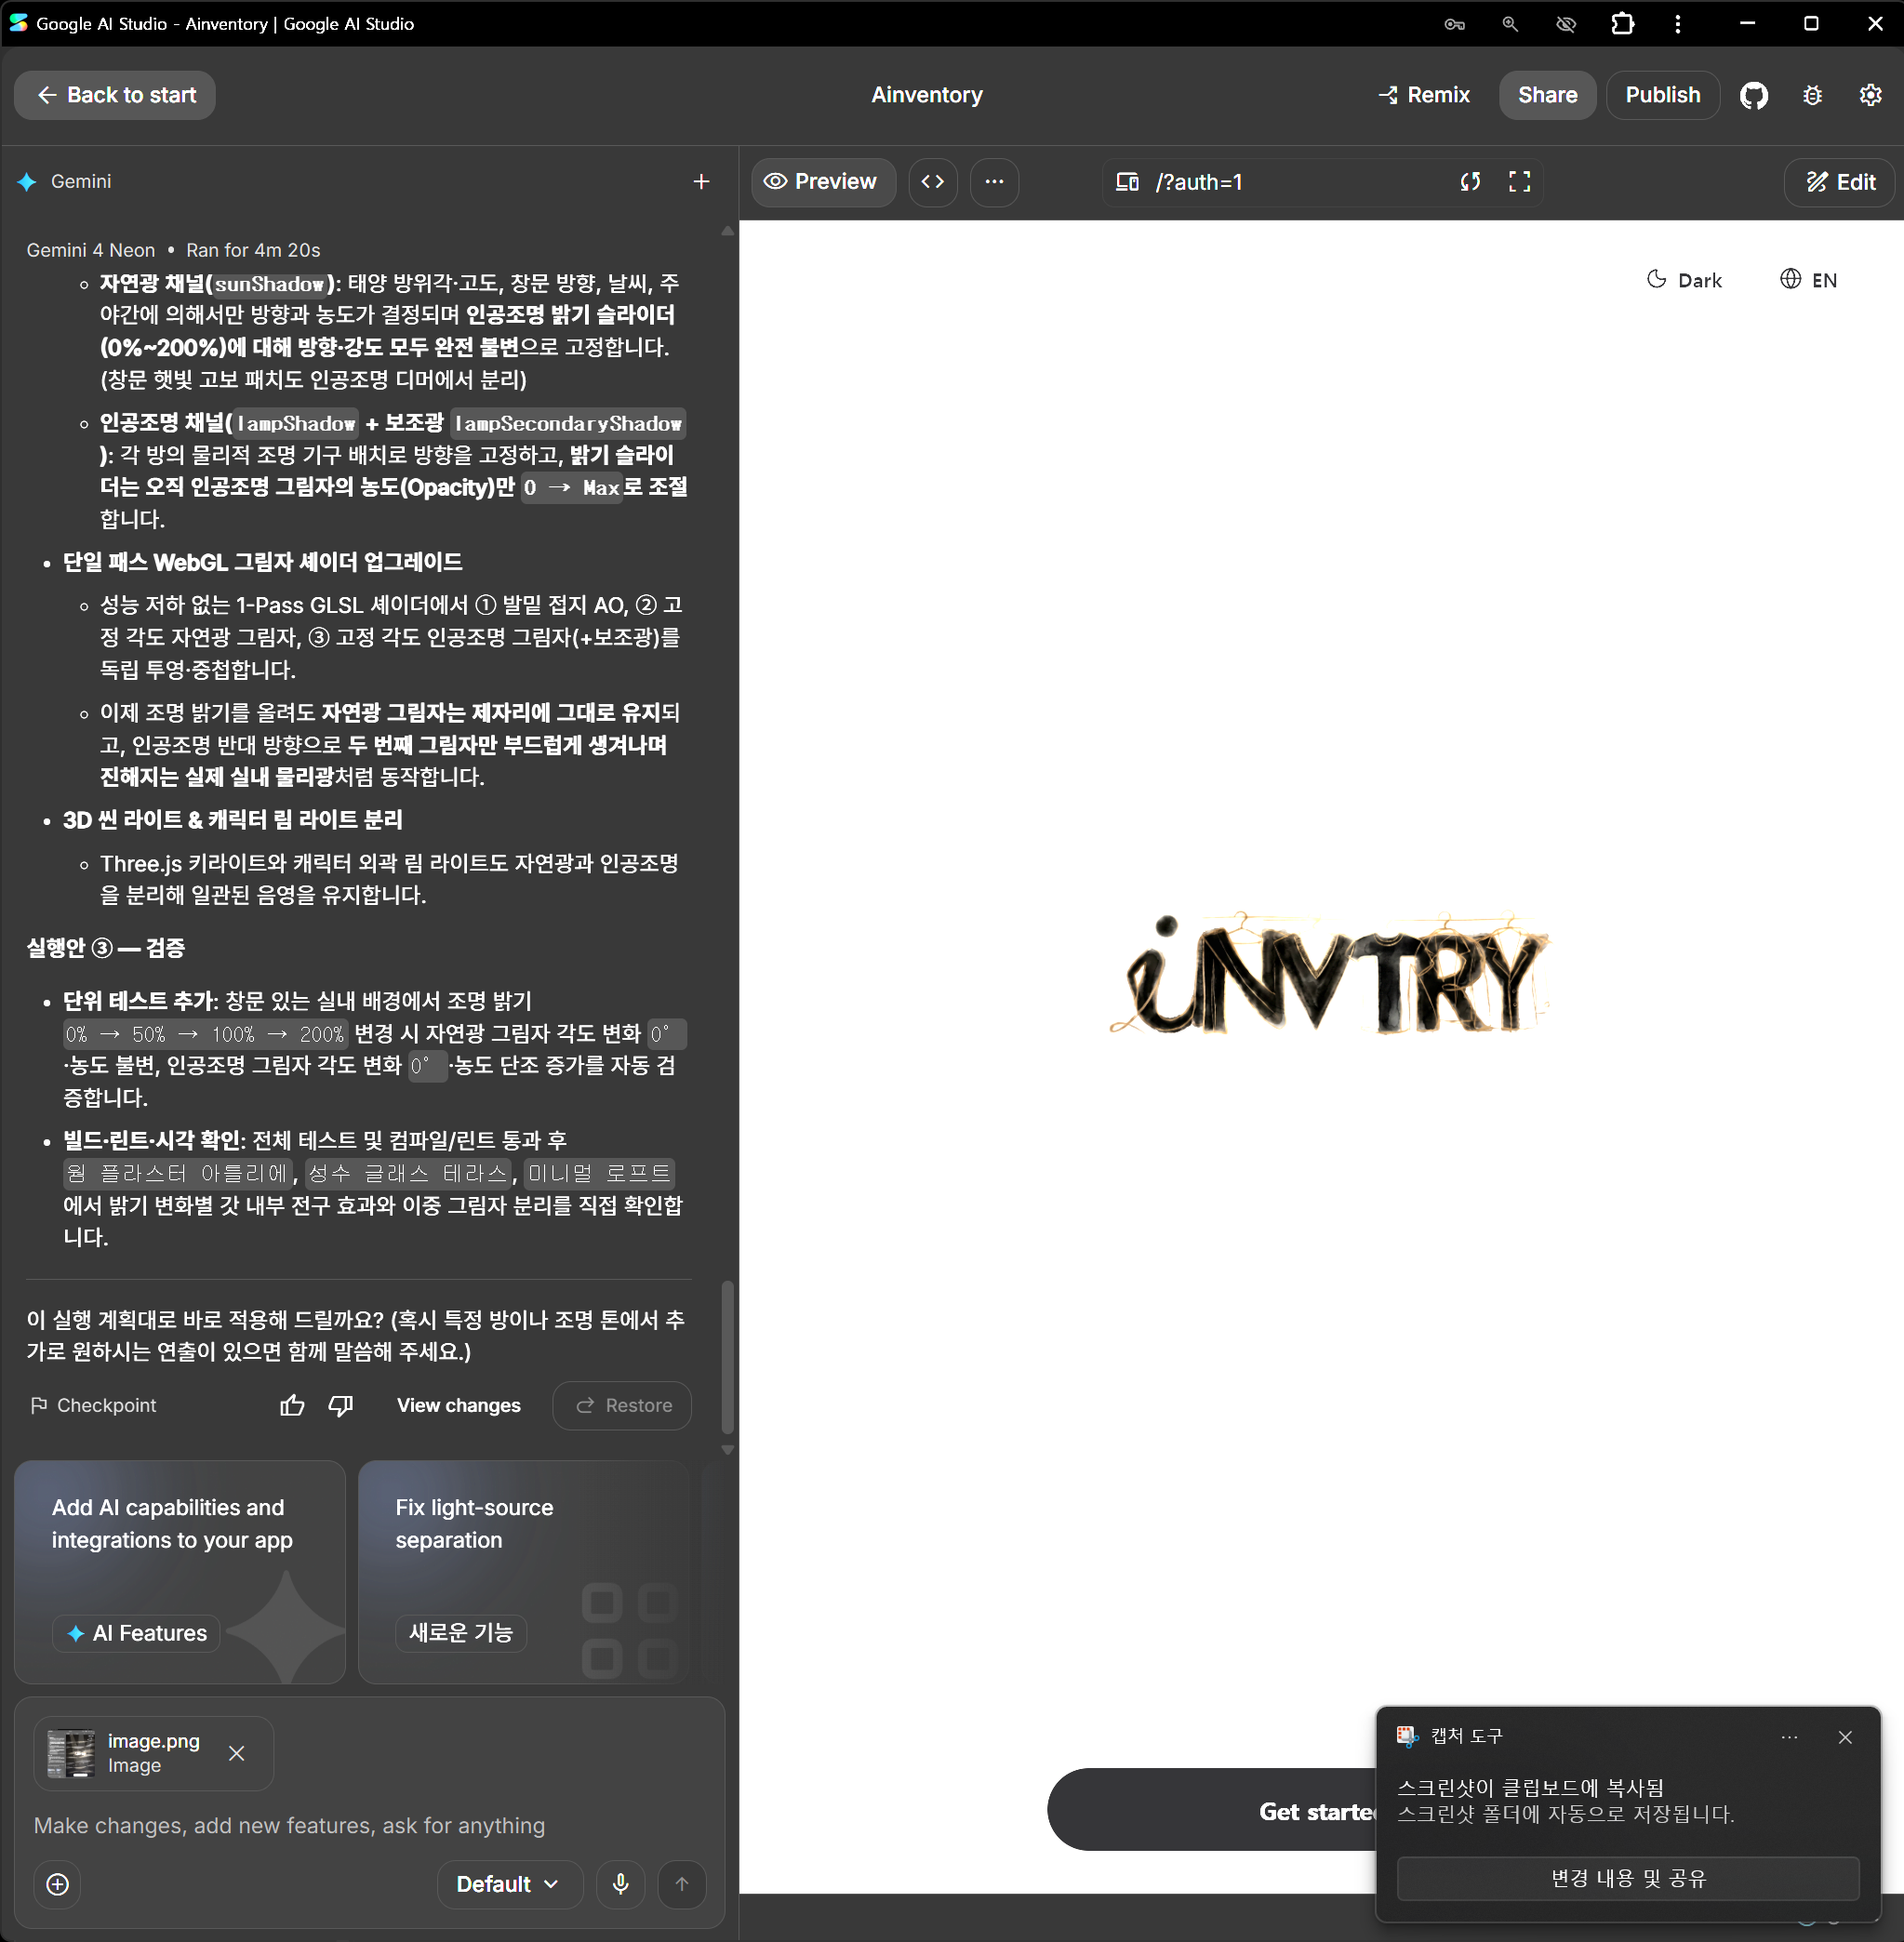 Google AI Studio - Ainventory | Google AI Studio
Back to start
Ainventory
Remix
Share
Publish
Gemini
Preview
/?auth=1
Edit
Gemini 4 Neon • Ran for 4m 20s
자연광 채널(sunShadow): 태양 방위각·고도, 창문 방향, 날씨, 주
야간에 의해서만 방향과 농도가 결정되며 인공조명 밝기 슬라이더
(0%~200%)에 대해 방향·강도 모두 완전 불변으로 고정합니다.
(창문 햇빛 고보 패치도 인공조명 디머에서 분리)
인공조명 채널(lampShadow + 보조광 lampSecondaryShadow
): 각 방의 물리적 조명 기구 배치로 방향을 고정하고, 밝기 슬라이
더는 오직 인공조명 그림자의 농도(Opacity)만 0 → Max로 조절
합니다.
단일 패스 WebGL 그림자 셰이더 업그레이드
성능 저하 없는 1-Pass GLSL 셰이더에서 ① 발밑 접지 AO, ② 고
정 각도 자연광 그림자, ③ 고정 각도 인공조명 그림자(+보조광)를
독립 투영·중첩합니다.
이제 조명 밝기를 올려도 자연광 그림자는 제자리에 그대로 유지되
고, 인공조명 반대 방향으로 두 번째 그림자만 부드럽게 생겨나며
진해지는 실제 실내 물리광처럼 동작합니다.
3D 씬 라이트 & 캐릭터 림 라이트 분리
Three.js 키라이트와 캐릭터 외곽 림 라이트도 자연광과 인공조명
을 분리해 일관된 음영을 유지합니다.
실행안 ③ — 검증
단위 테스트 추가: 창문 있는 실내 배경에서 조명 밝기
0% → 50% → 100% → 200% 변경 시 자연광 그림자 각도 변화 0°
·농도 불변, 인공조명 그림자 각도 변화 0° ·농도 단조 증가를 자동 검
증합니다.
빌드·린트·시각 확인: 전체 테스트 및 컴파일/린트 통과 후
웜 플라스터 아틀리에, 성수 글래스 테라스, 미니멀 로프트
에서 밝기 변화별 갓 내부 전구 효과와 이중 그림자 분리를 직접 확인합
니다.
이 실행 계획대로 바로 적용해 드릴까요? (혹시 특정 방이나 조명 톤에서 추
가로 원하시는 연출이 있으면 함께 말씀해 주세요.)
Checkpoint
View changes
Restore
Add AI capabilities and
integrations to your app
AI Features
Fix light-source
separation
새로운 기능
image.png
Image
Make changes, add new features, ask for anything
Default
Dark
EN
iNVTRY
Get starte
캡처 도구
스크린샷이 클립보드에 복사됨
스크린샷 폴더에 자동으로 저장됩니다.
변경 내용 및 공유